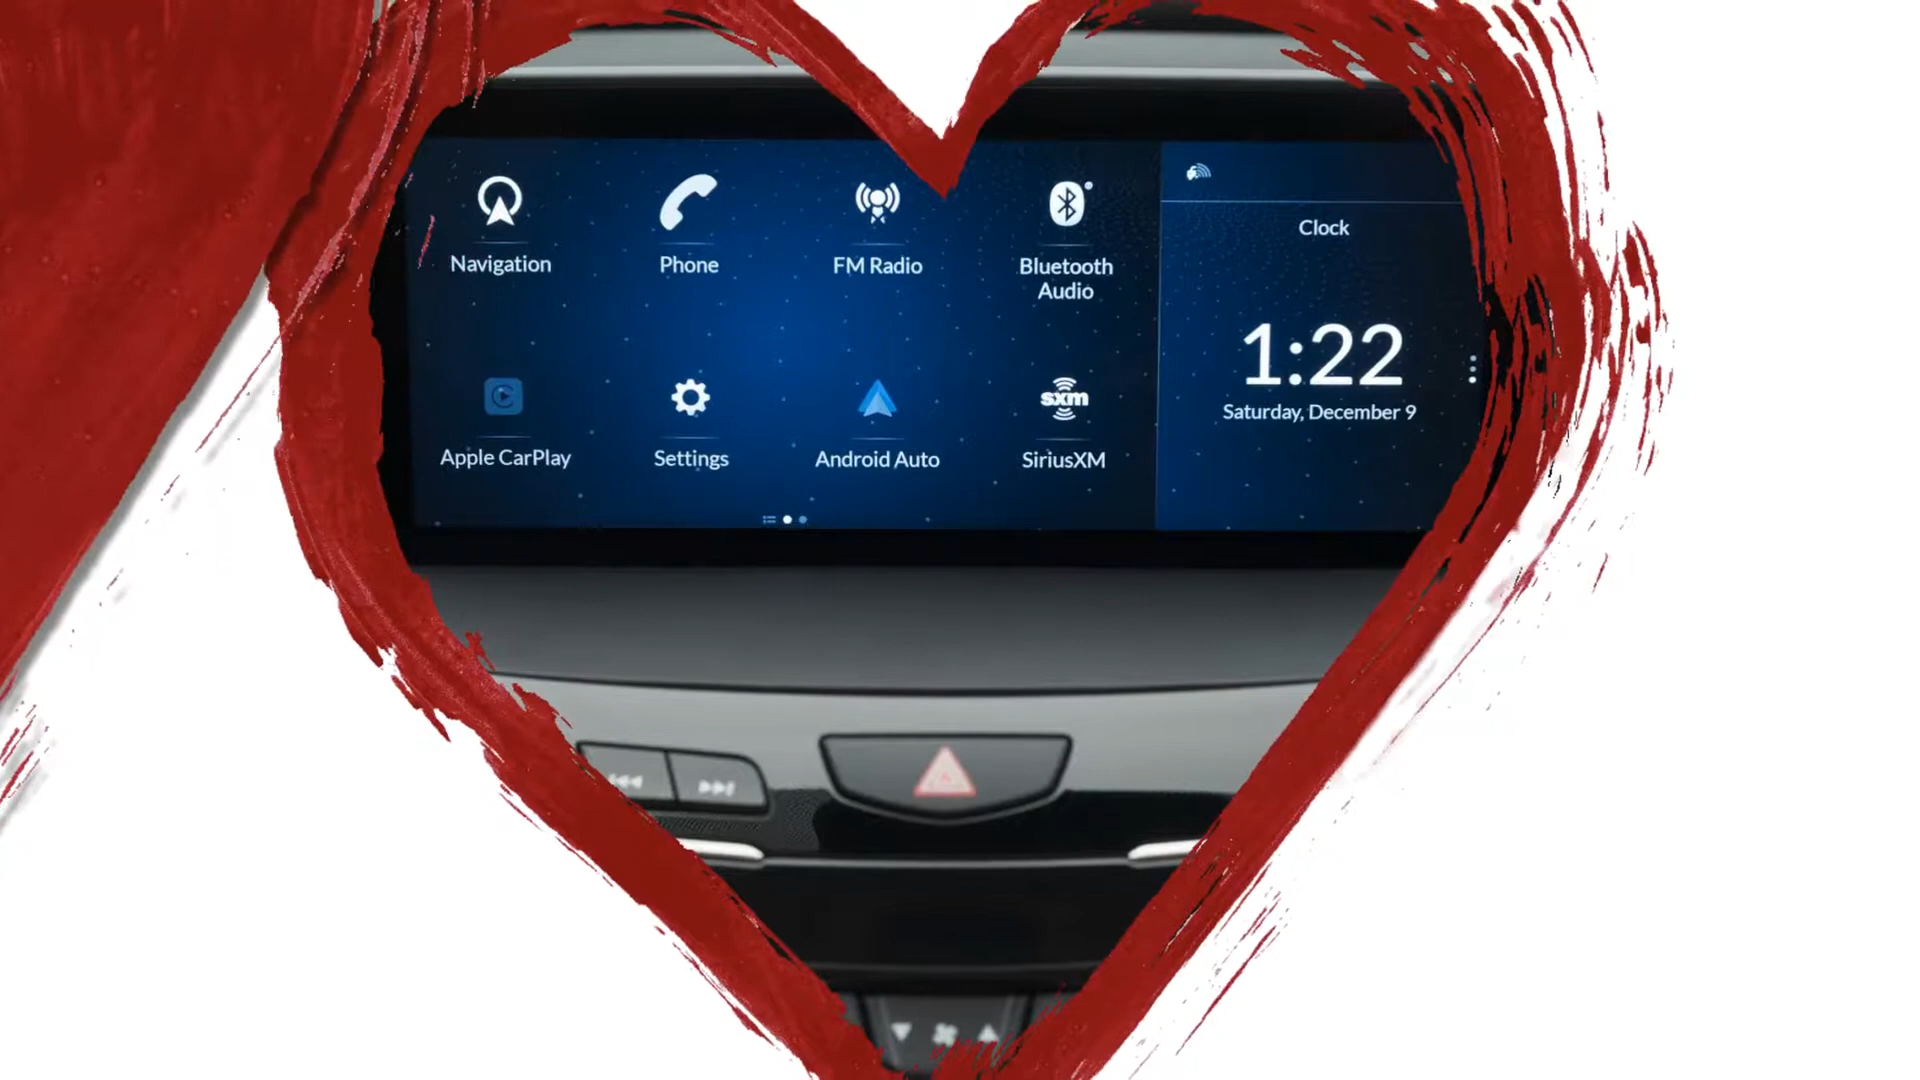 Navigation
Phone
FM Radio
Bluetooth
Audio
Clock
1:22
Saturday, December 9
Apple CarPlay
Settings
Android Auto
sxm
SiriusXM